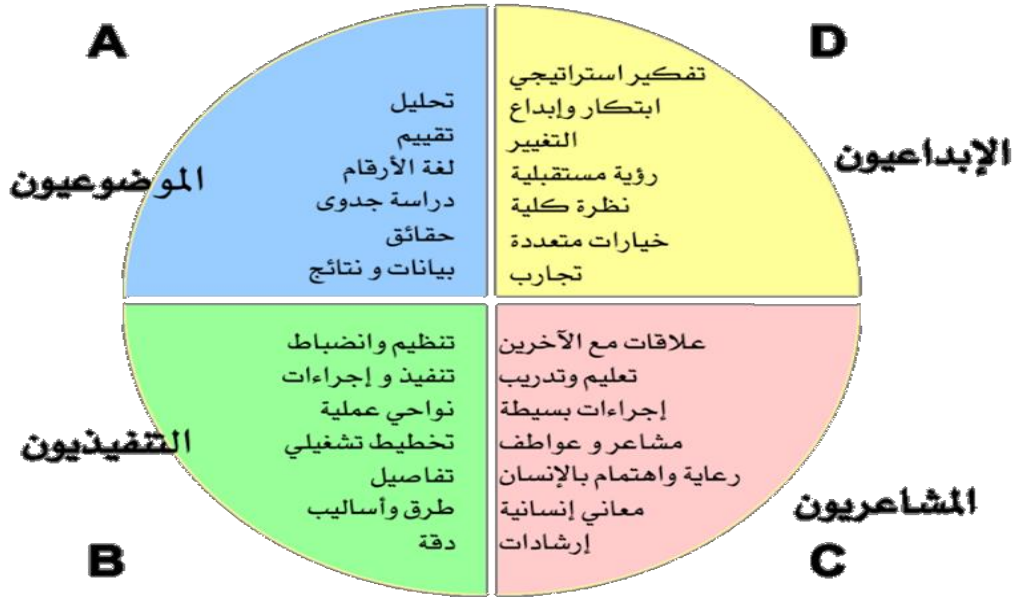 A
الموضوعيون
تحليل
تقييم
لغة الأرقام
دراسة جدوى
حقائق
بيانات و نتائج
D
الإبداعيون
تفكير استراتيجي
ابتكار وإبداع
التغيير
رؤية مستقبلية
نظرة كلية
خيارات متعددة
تجارب
B
التنفيذيون
تنظيم وانضباط
تنفيذ و إجراءات
نواحي عملية
تخطيط تشغيلي
تفاصيل
طرق وأساليب
دقة
C
المشاعريون
علاقات مع الآخرين
تعليم وتدريب
إجراءات بسيطة
مشاعر و عواطف
رعاية واهتمام بالإنسان
معاني إنسانية
إرشادات